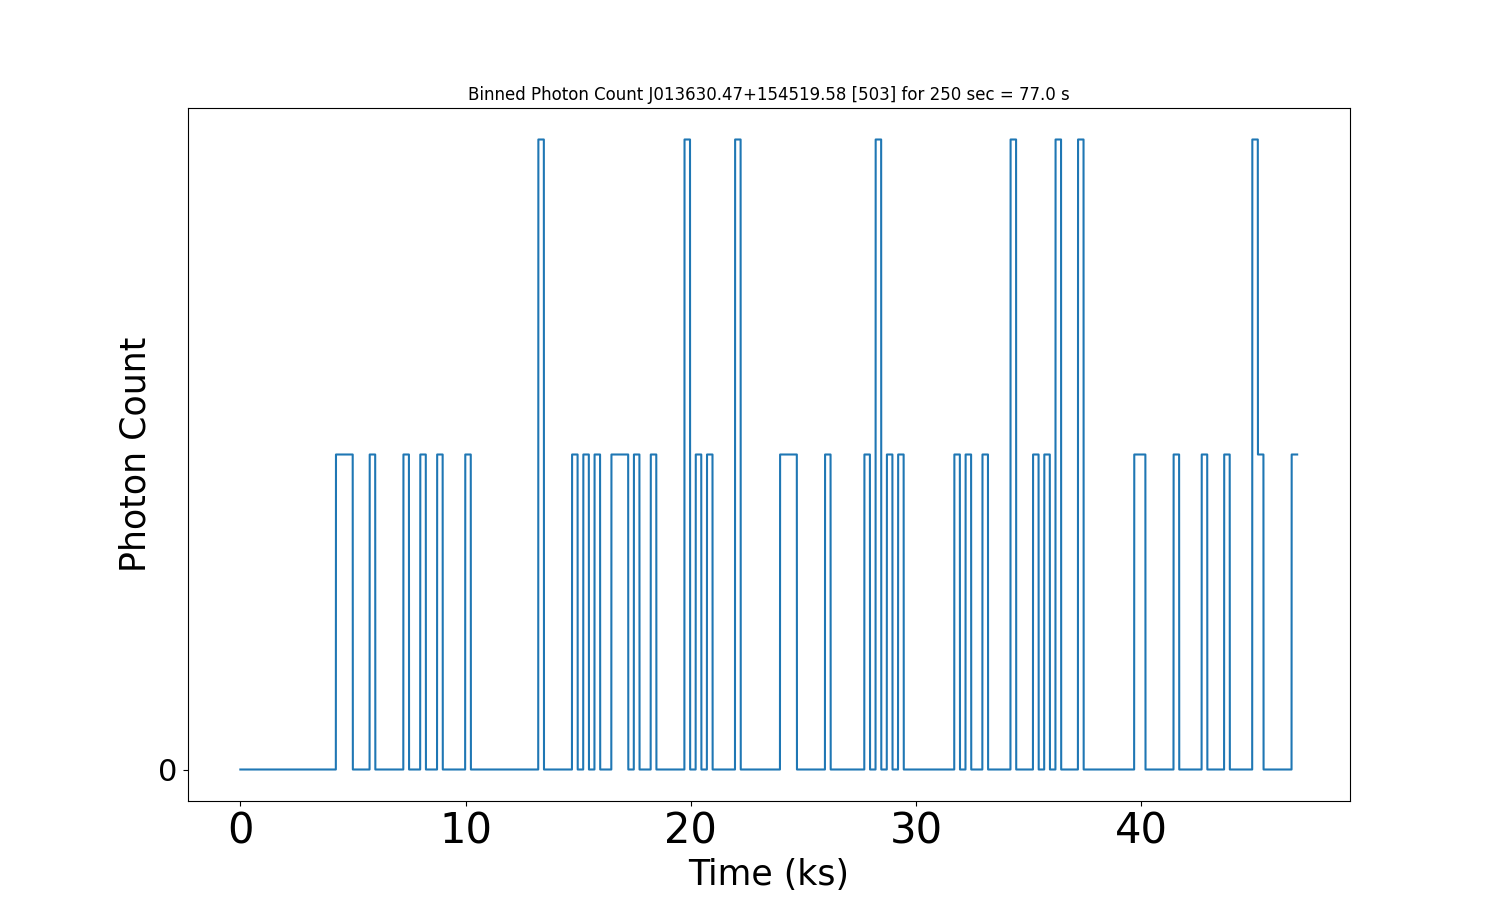 Binned Photon Count J013630.47+154519.58 [503] for 250 sec = 77.0 s
Photon Count
0
0 10 20 30 40
Time (ks)